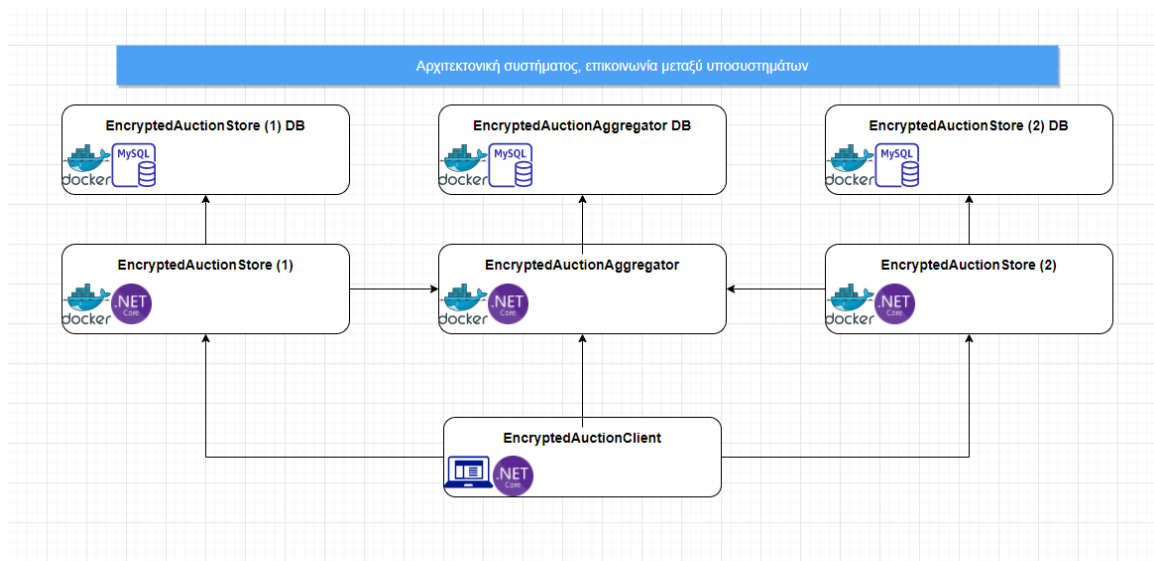 Αρχιτεκτονική συστήματος, επικοινωνία μεταξύ υποσυστημάτων
EncryptedAuctionStore (1) DB
docker
MySQL
EncryptedAuctionAggregator DB
docker
MySQL
EncryptedAuctionStore (2) DB
docker
MySQL
EncryptedAuctionStore (1)
docker
.NET
Core
EncryptedAuctionAggregator
docker
.NET
Core
EncryptedAuctionStore (2)
docker
.NET
Core
EncryptedAuctionClient
.NET
Core